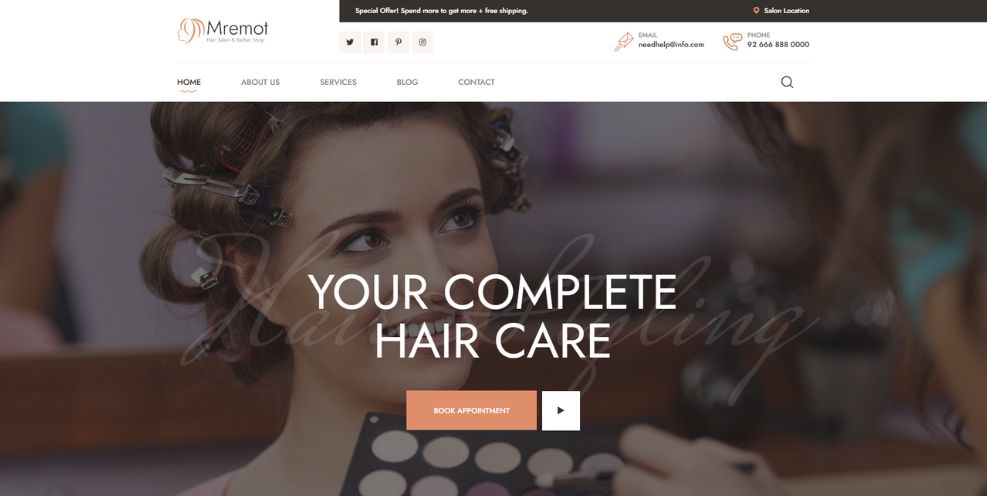 Special Offer! Spend more to get more + free shipping.
Salon Location
Mremot
Hair Salon & Barber Shop
EMAIL
needhelp@info.com
PHONE
92 666 888 0000
HOME
ABOUT US
SERVICES
BLOG
CONTACT
Hair Styling
YOUR COMPLETE
HAIR CARE
BOOK APPOINTMENT